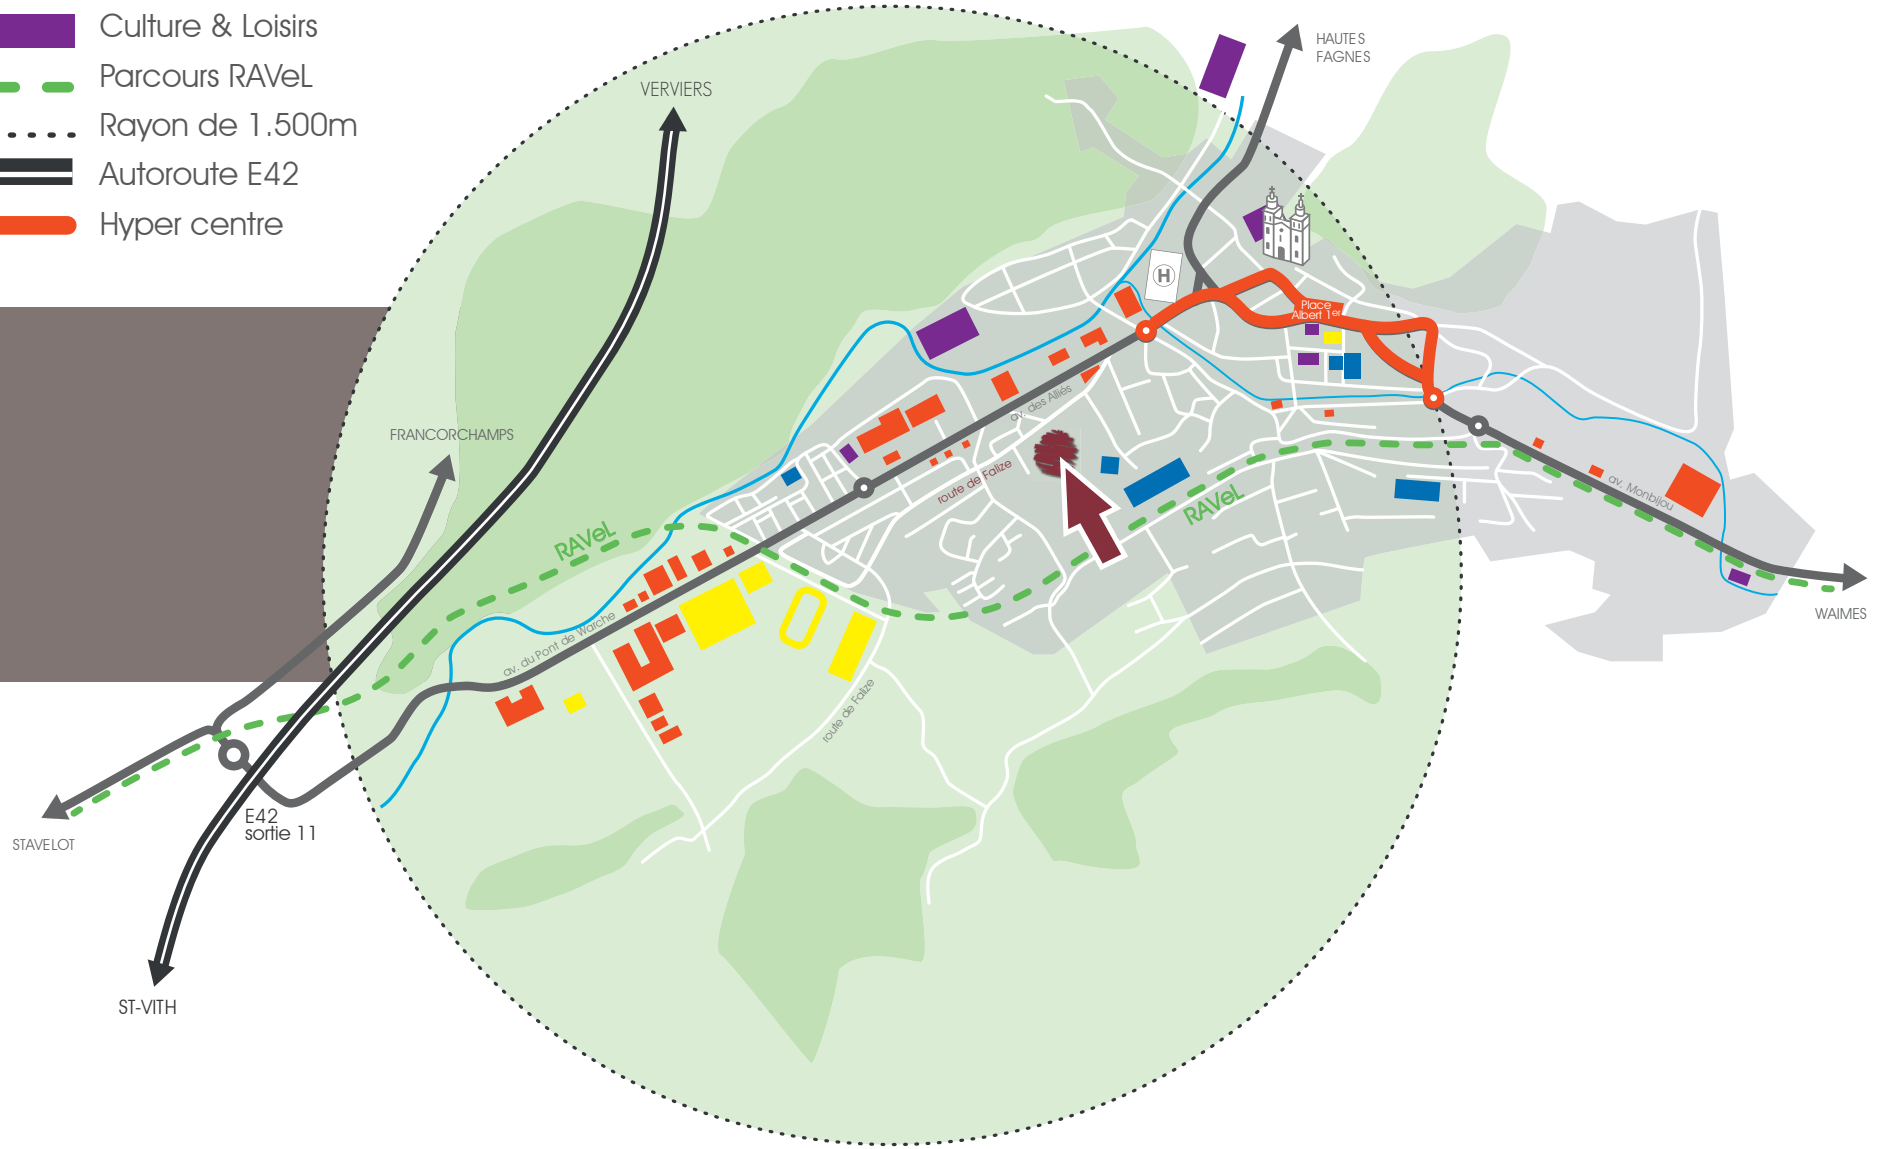 Culture & Loisirs
Parcours RAVeL
Rayon de 1.500m
Autoroute E42
Hyper centre
VERVIERS
HAUTES
FAGNES
FRANCORCHAMPS
H
Place
Albert 1er
av. des Alliés
route de Falize
RAVeL
RAVeL
av. Monbijou
av. du Pont de Warche
route de Falize
WAIMES
E42
sortie 11
STAVELOT
ST-VITH